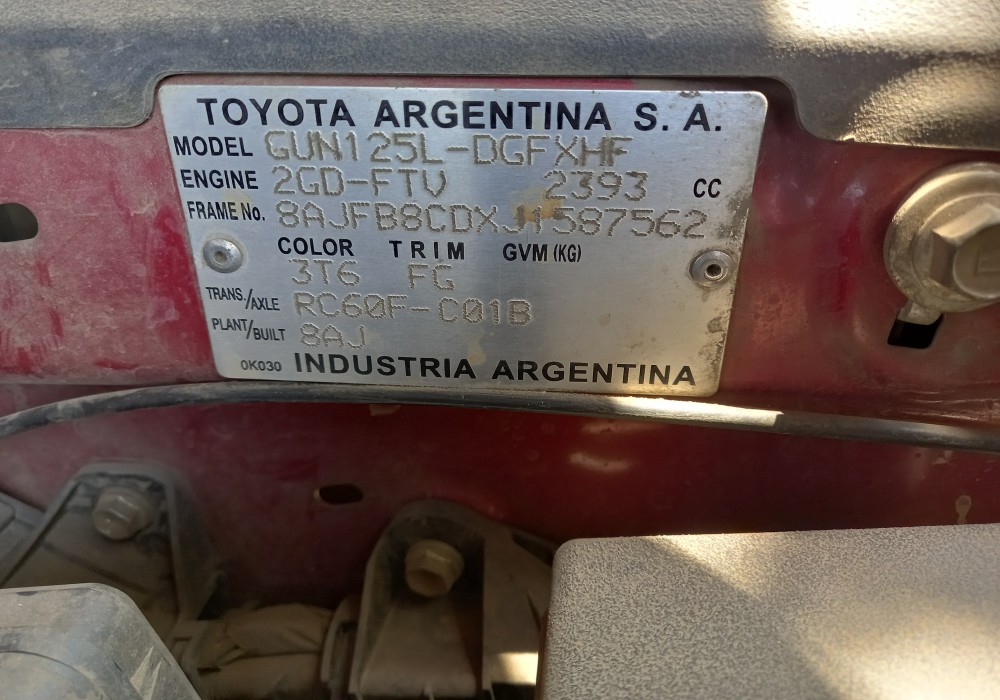 TOYOTA ARGENTINA S. A.
MODEL GUN125L-DGFXHF
ENGINE 2GD-FTV 2393 CC
FRAME No. 8AJFB8CDXJ1587562
COLOR TRIM GVM (KG)
3T6 FG
TRANS./AXLE RC60F-C01B
PLANT/BUILT 8AJ
0K030 INDUSTRIA ARGENTINA